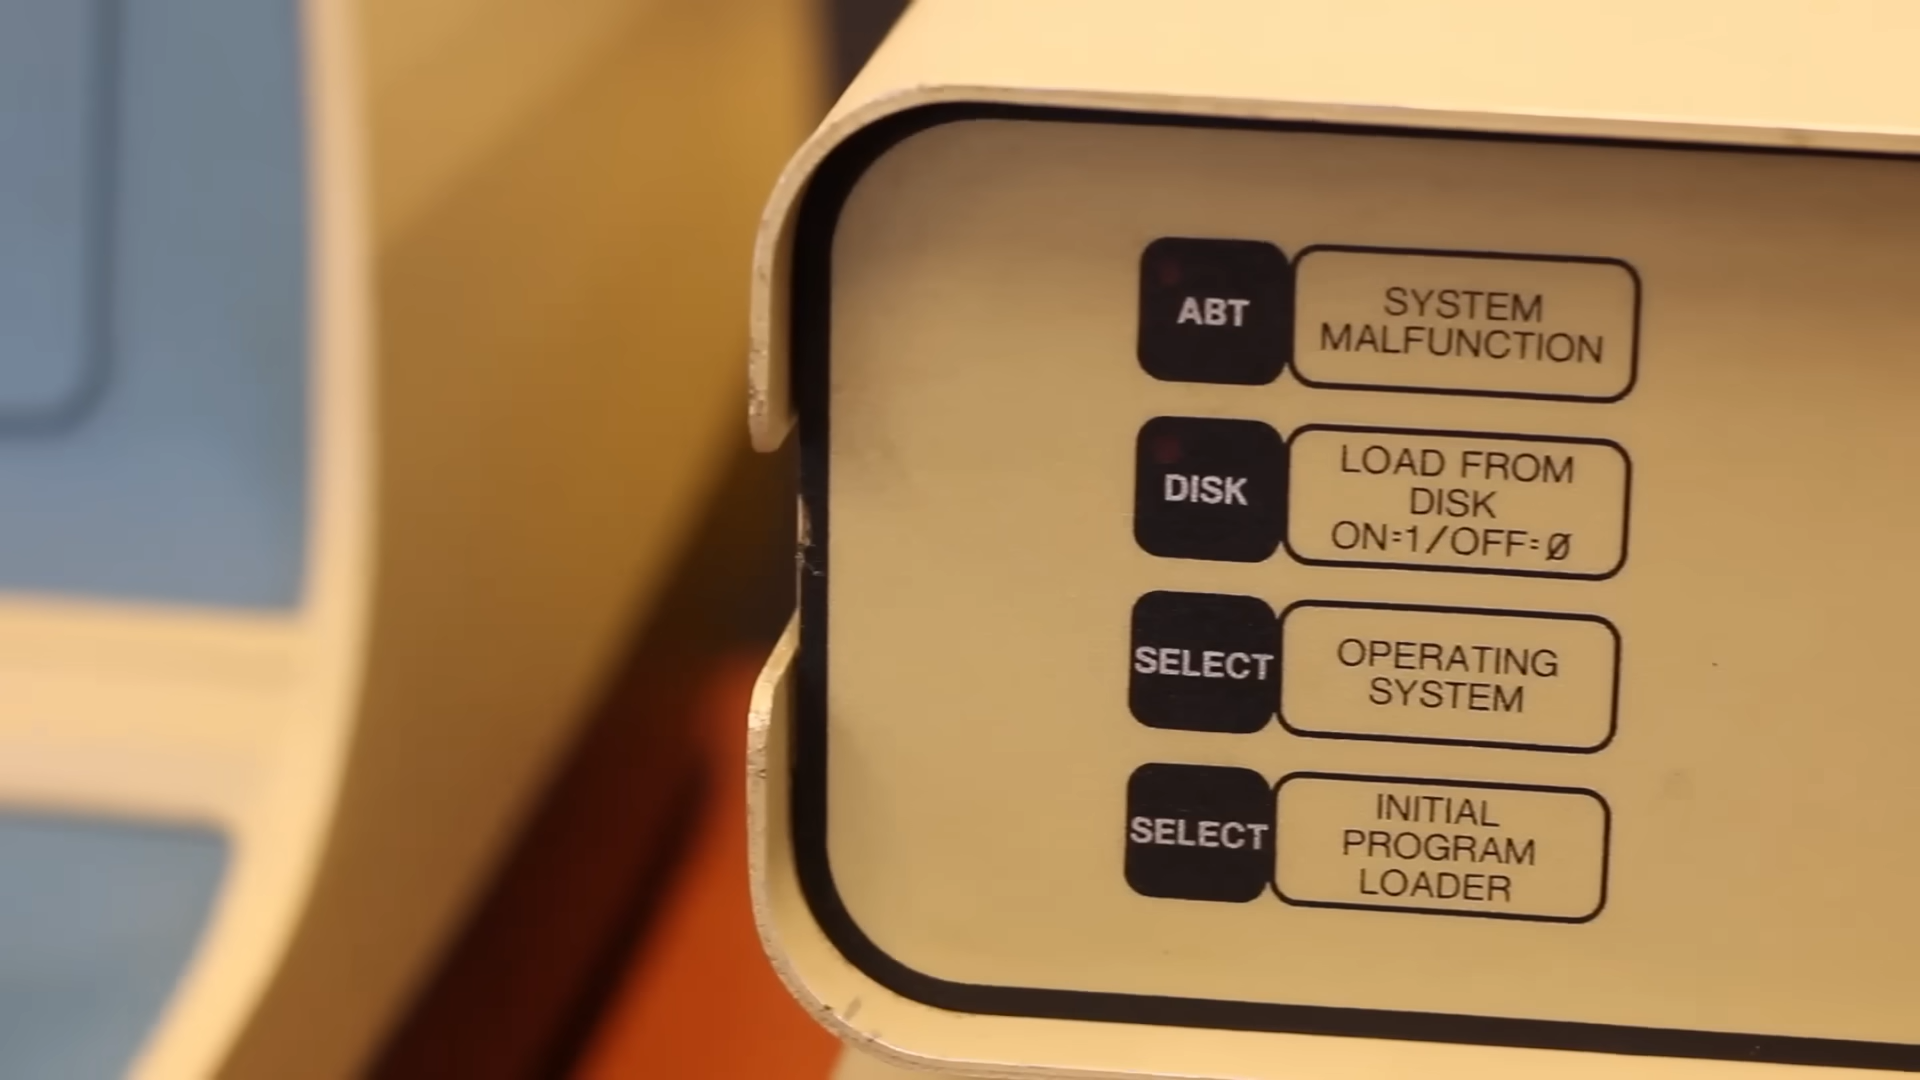 ABT
SYSTEM
MALFUNCTION
DISK
LOAD FROM
DISK
ON=1/OFF=Ø
SELECT
OPERATING
SYSTEM
SELECT
INITIAL
PROGRAM
LOADER